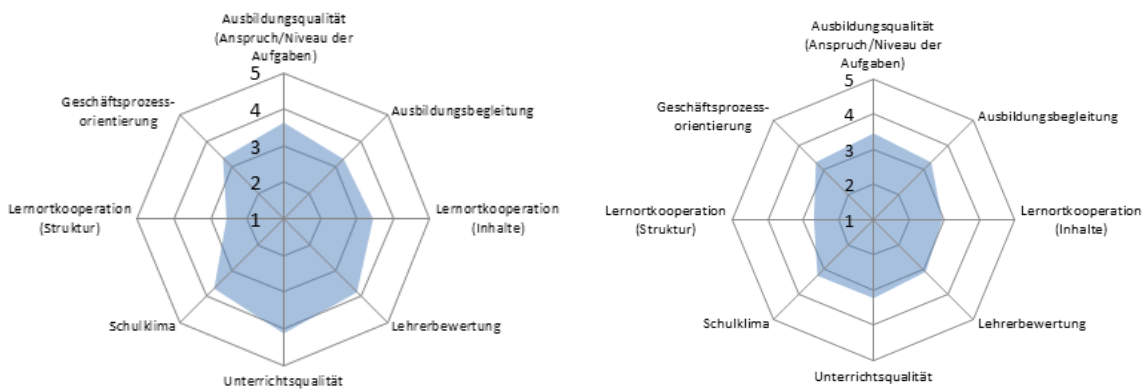 Ausbildungsqualität
(Anspruch/Niveau der
Aufgaben)
5
4
3
2
1
Ausbildungsbegleitung
Lernortkooperation
(Inhalte)
Lehrerbewertung
Unterrichtsqualität
Schulklima
Lernortkooperation
(Struktur)
Geschäftsprozess-
orientierung
Ausbildungsqualität
(Anspruch/Niveau der
Aufgaben)
5
4
3
2
1
Ausbildungsbegleitung
Lernortkooperation
(Inhalte)
Lehrerbewertung
Unterrichtsqualität
Schulklima
Lernortkooperation
(Struktur)
Geschäftsprozess-
orientierung